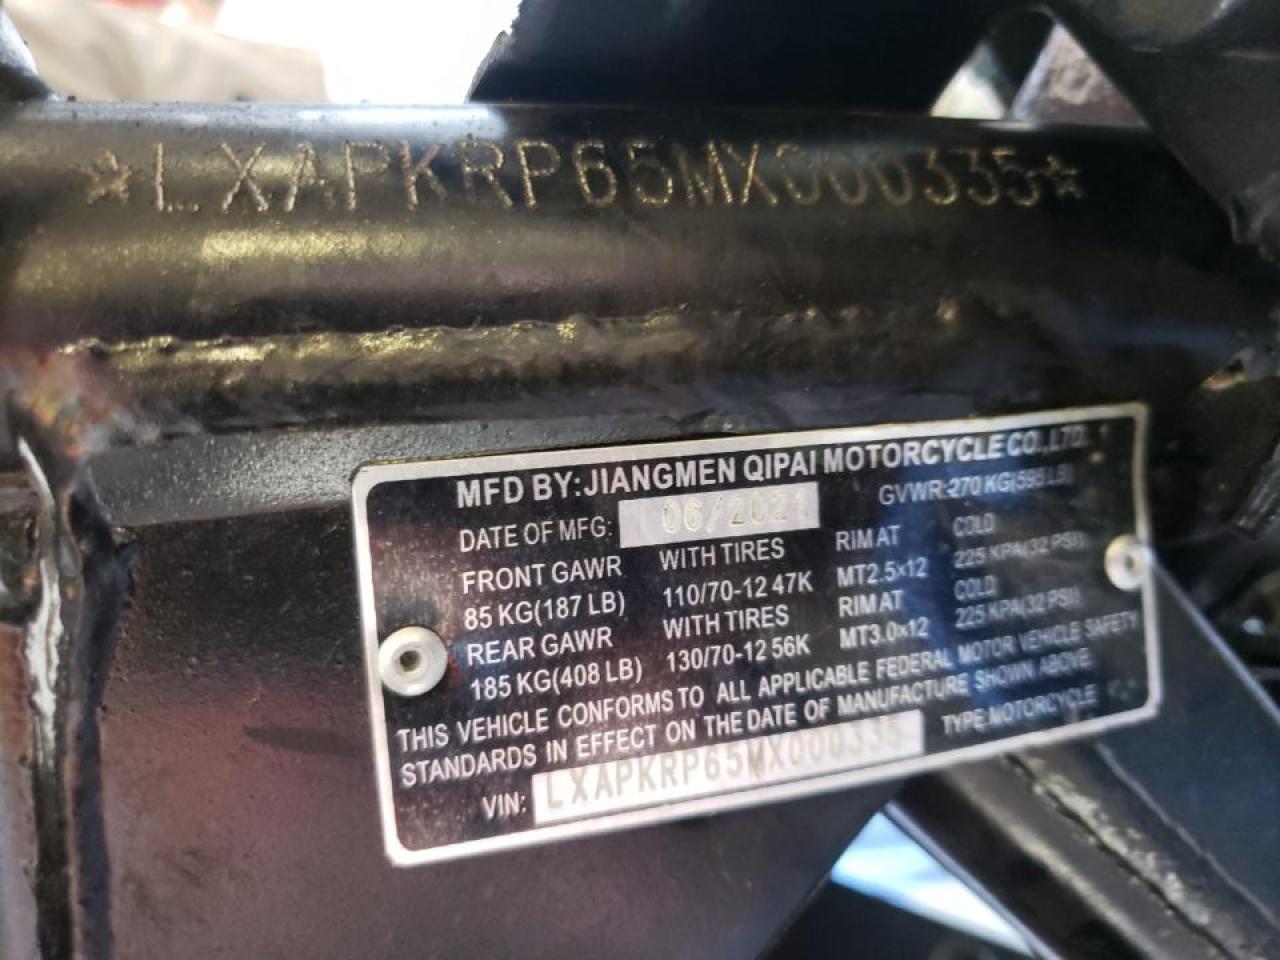 ☆LXAPKRP65MX000335☆
MFD BY:JIANGMEN QIPAI MOTORCYCLE CO.,LTD.
DATE OF MFG: 06/2021 GVWR:270 KG(595 LB)
FRONT GAWR WITH TIRES RIM AT COLD
85 KG(187 LB) 110/70-12 47K MT2.5×12 225 KPA(32 PSI)
REAR GAWR WITH TIRES RIM AT COLD
185 KG(408 LB) 130/70-12 56K MT3.0×12 225 KPA(32 PSI)
THIS VEHICLE CONFORMS TO ALL APPLICABLE FEDERAL MOTOR VEHICLE SAFETY
STANDARDS IN EFFECT ON THE DATE OF MANUFACTURE SHOWN ABOVE.
VIN: LXAPKRP65MX000335 TYPE:MOTORCYCLE